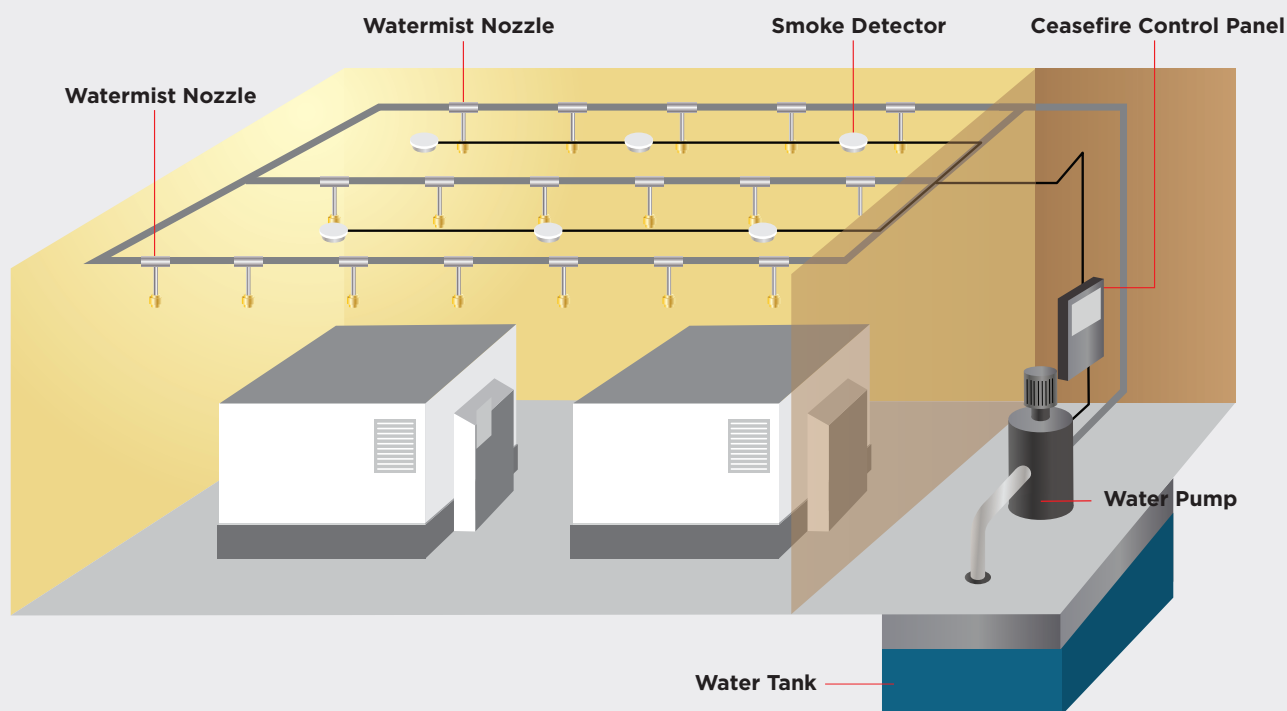 Watermist Nozzle
Smoke Detector
Ceasefire Control Panel
Watermist Nozzle
Water Pump
Water Tank